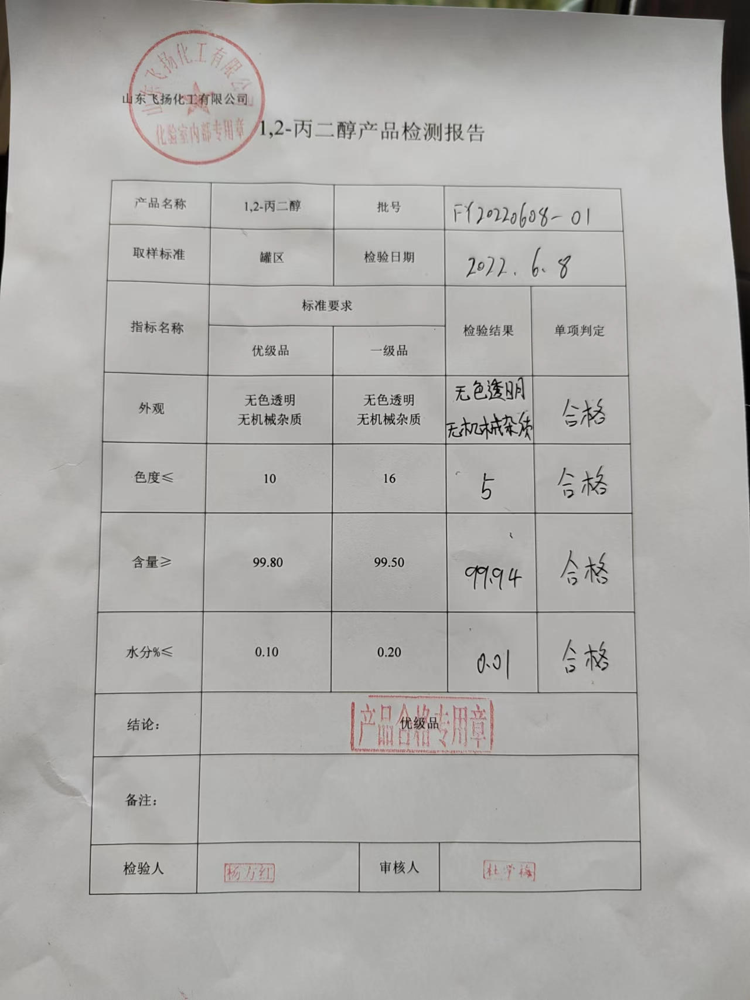 山东飞扬化工有限公司
山东飞扬化工有限公司
化验室内部专用章
1,2-丙二醇产品检测报告
产品名称 1,2-丙二醇 批号 FY20220608-01
取样标准 罐区 检验日期 2022.6.8
指标名称 标准要求 检验结果 单项判定
优级品 一级品
外观 无色透明 无色透明 无色透明 合格
无机械杂质 无机械杂质 无机械杂质
色度≤ 10 16 5 合格
含量≥ 99.80 99.50 99.94 合格
水分%≤ 0.10 0.20 0.01 合格
结论: 优级品
产品合格专用章
备注:
检验人 杨方红 审核人